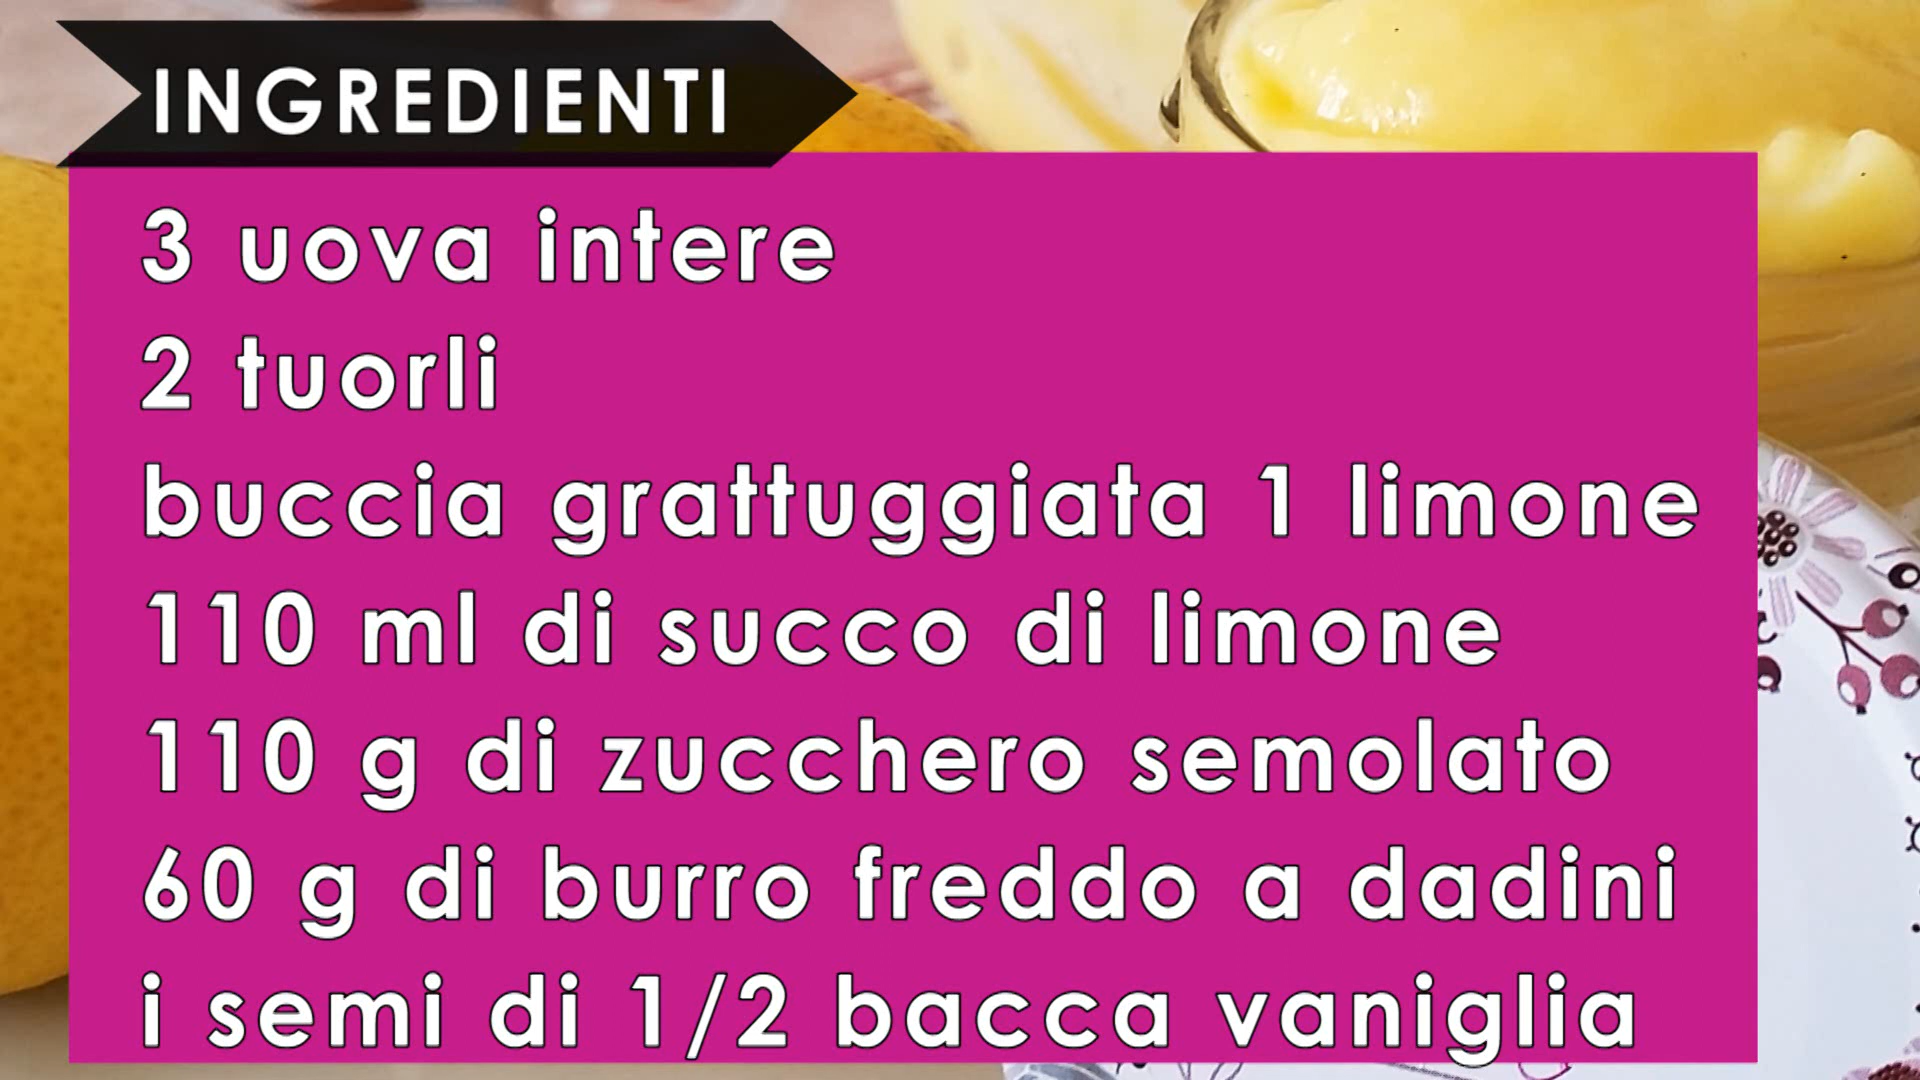 INGREDIENTI
3 uova intere
2 tuorli
buccia grattuggiata 1 limone
110 ml di succo di limone
110 g di zucchero semolato
60 g di burro freddo a dadini
i semi di 1/2 bacca vaniglia